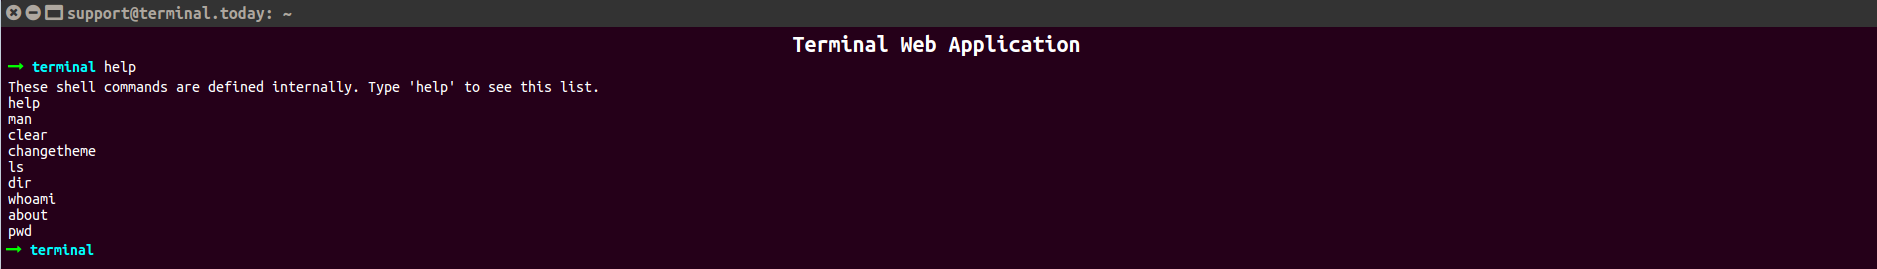 support@terminal.today: ~
Terminal Web Application
→ terminal help
These shell commands are defined internally. Type 'help' to see this list.
help
man
clear
changetheme
ls
dir
whoami
about
pwd
→ terminal